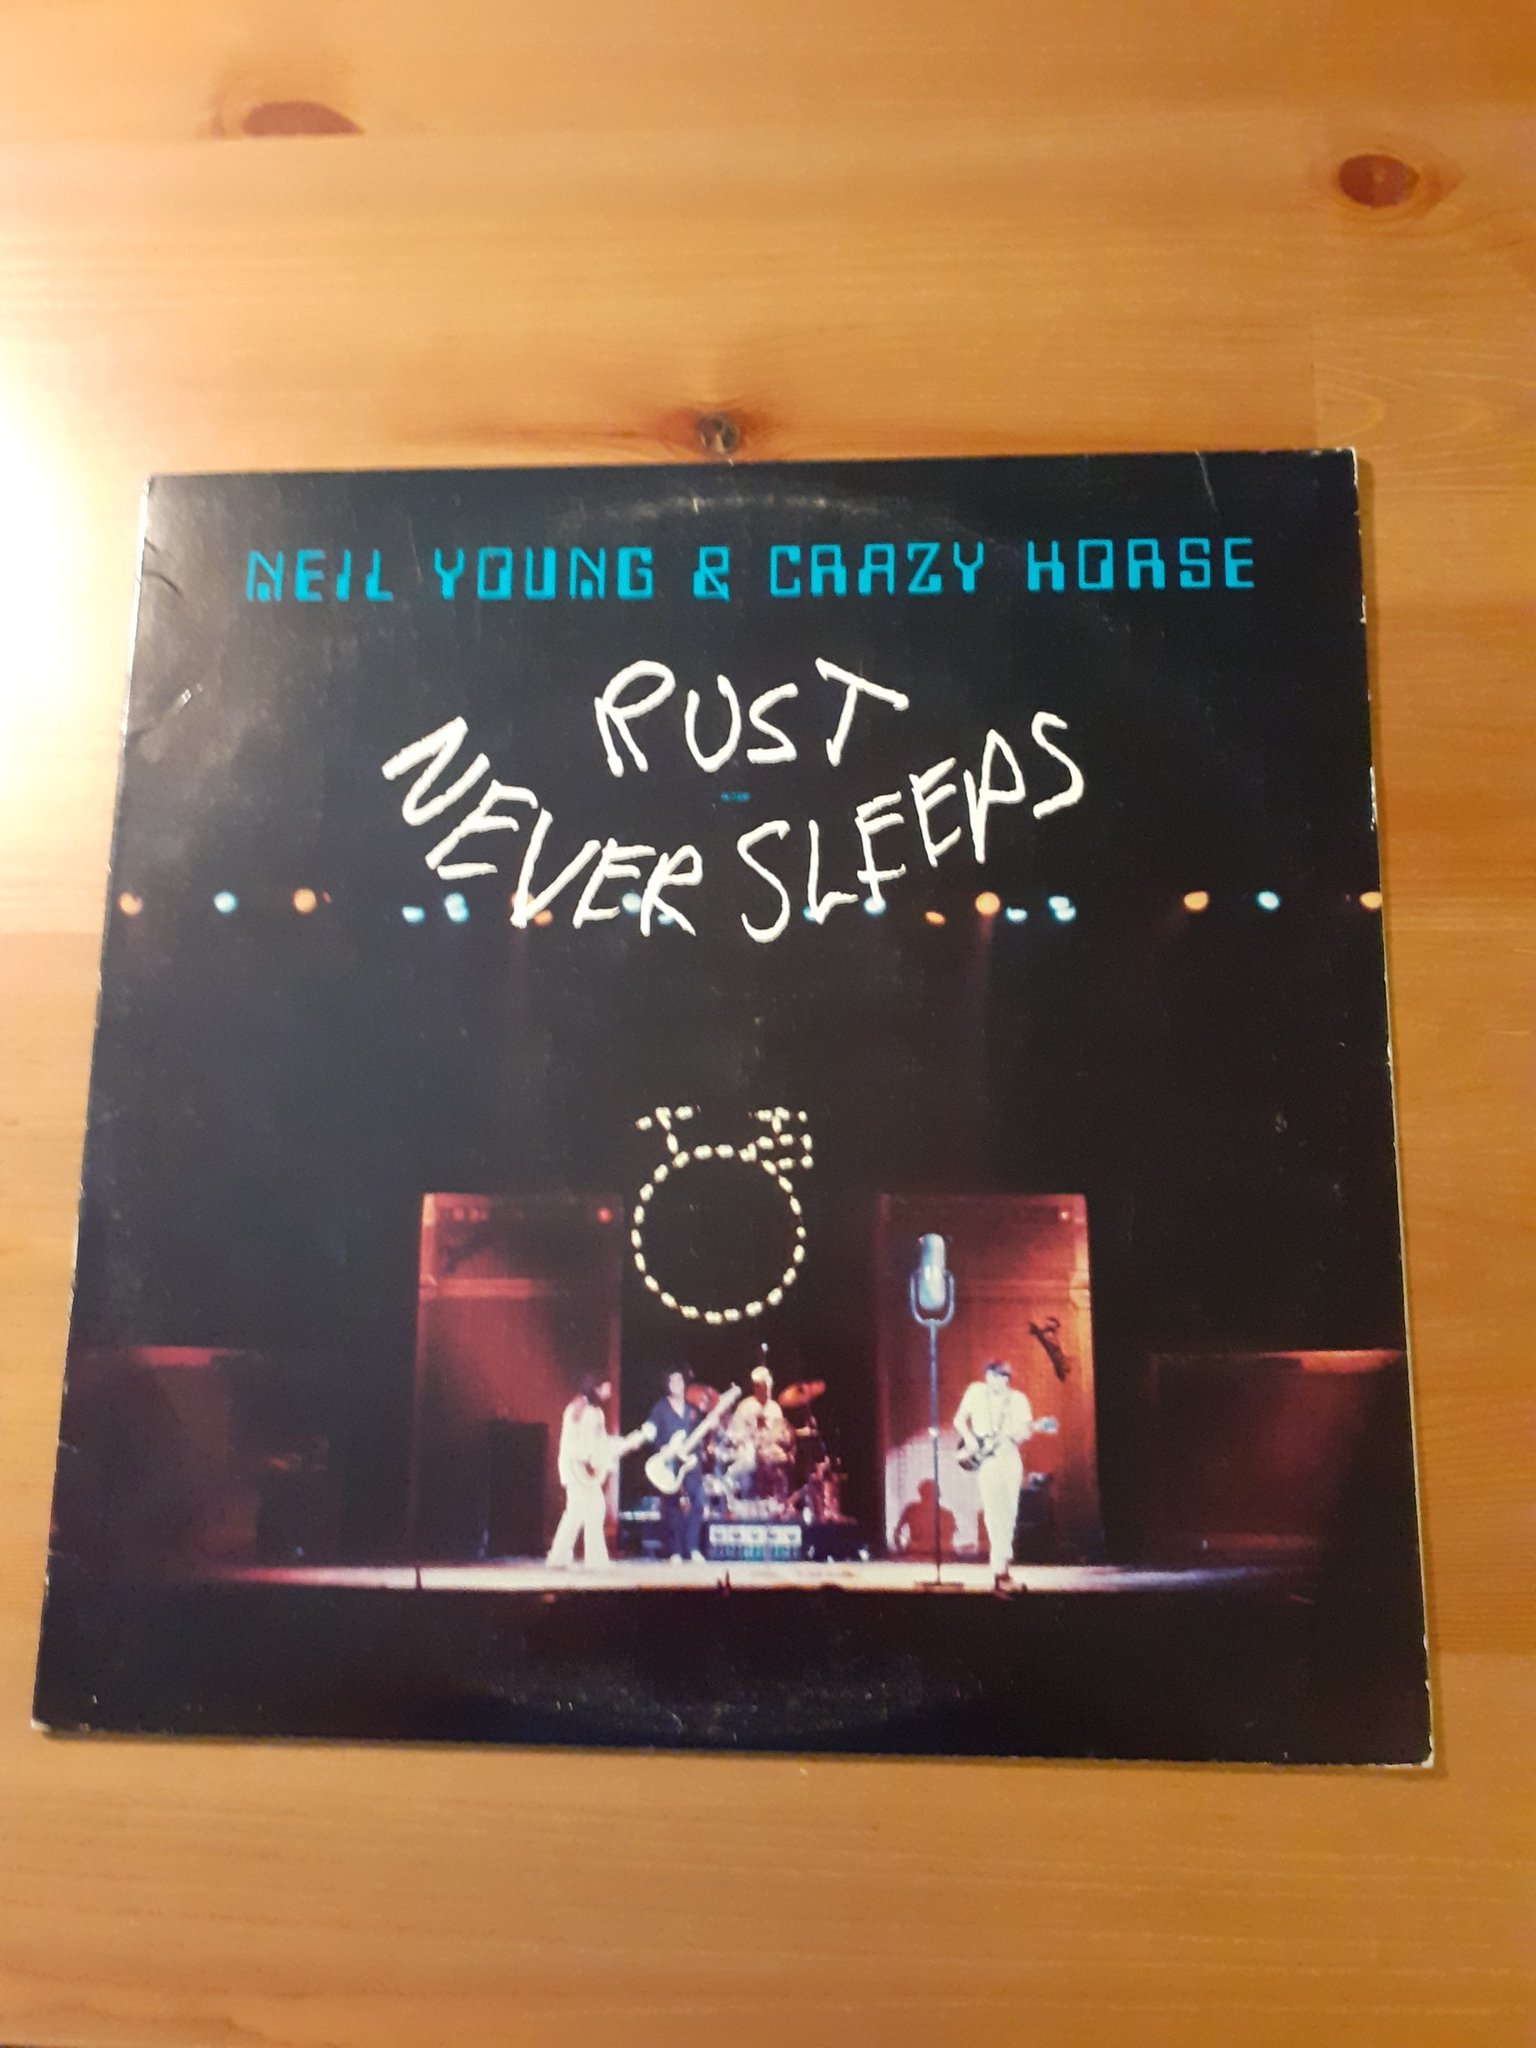 NEIL YOUNG & CRAZY HORSE
RUST
NEVER SLEEPS